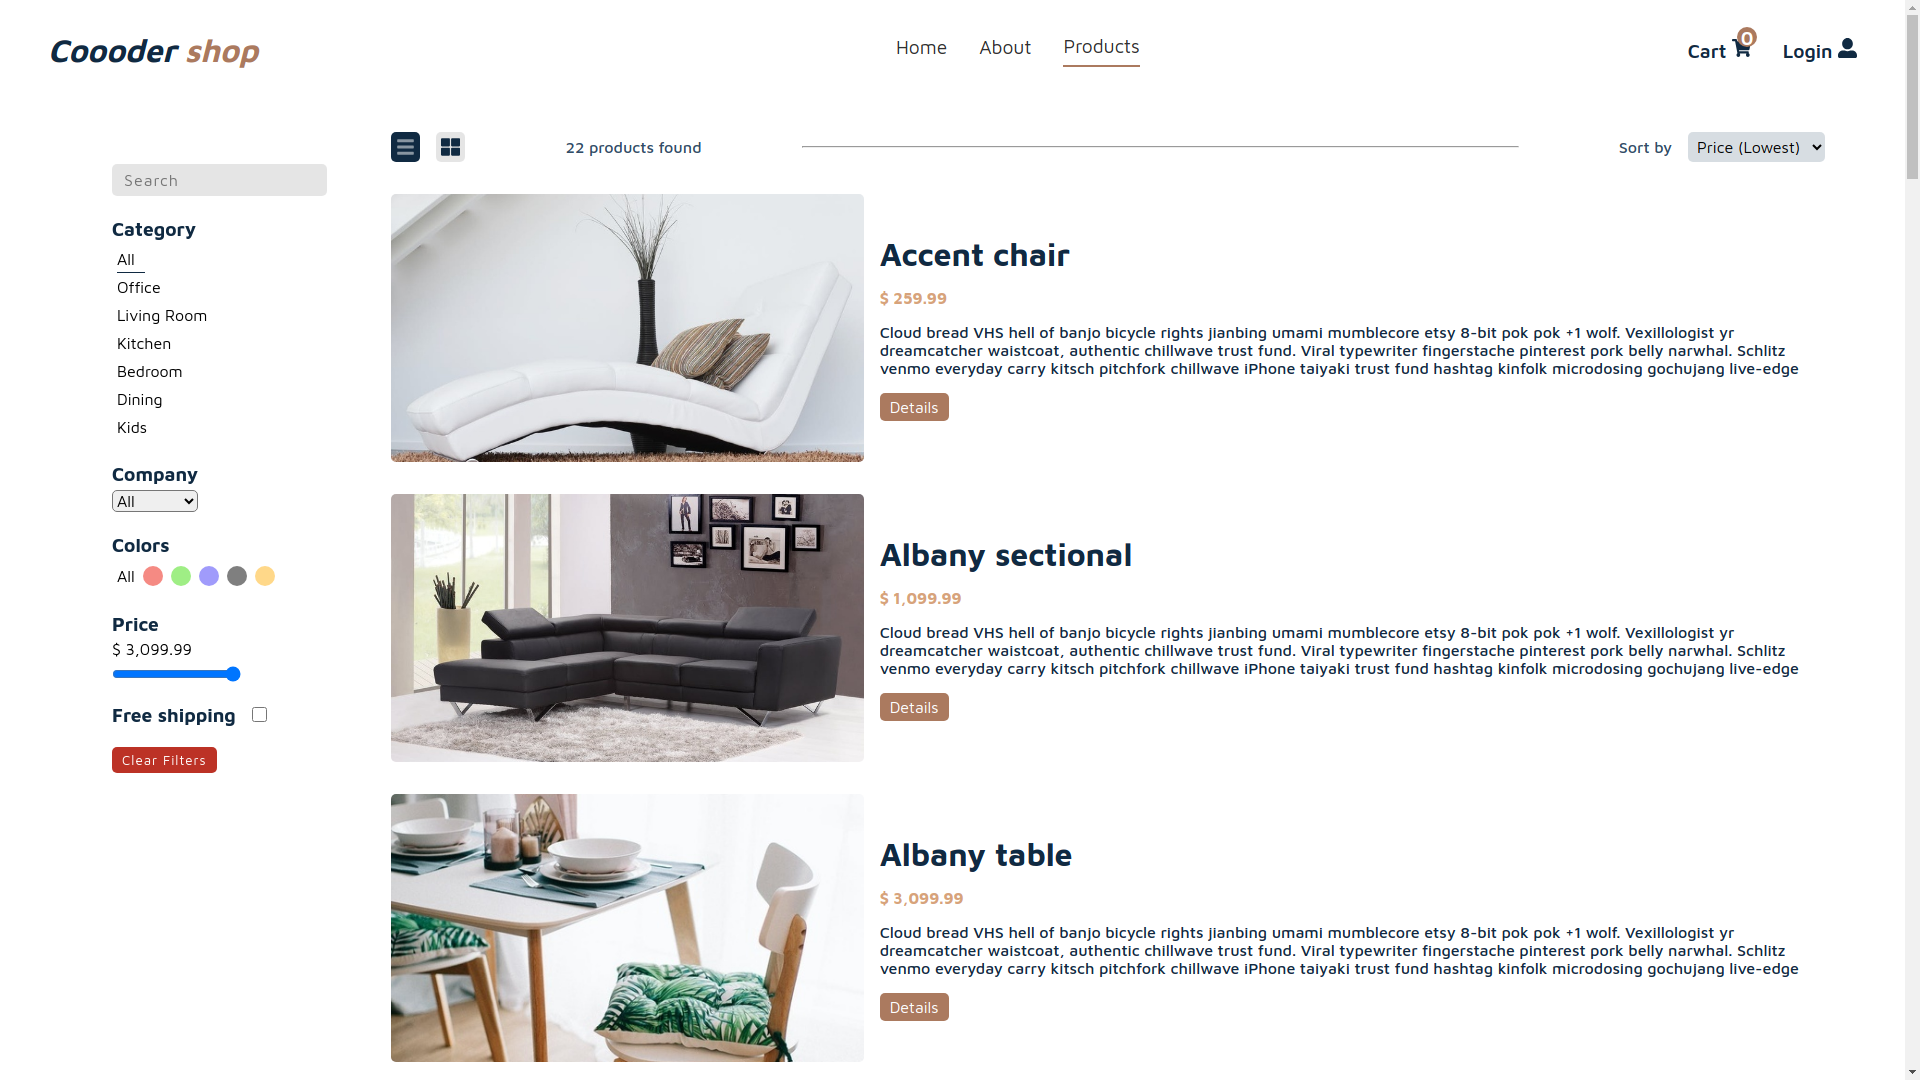 Coooder shop
Home
About
Products
Cart 0
Login
22 products found
Sort by
Price (Lowest)
Search
Category
All
Office
Living Room
Kitchen
Bedroom
Dining
Kids
Company
All
Colors
All
Price
$ 3,099.99
Free shipping
Clear Filters
Accent chair
$ 259.99
Cloud bread VHS hell of banjo bicycle rights jianbing umami mumblecore etsy 8-bit pok pok +1 wolf. Vexillologist yr
dreamcatcher waistcoat, authentic chillwave trust fund. Viral typewriter fingerstache pinterest pork belly narwhal. Schlitz
venmo everyday carry kitsch pitchfork chillwave iPhone taiyaki trust fund hashtag kinfolk microdosing gochujang live-edge
Details
Albany sectional
$ 1,099.99
Cloud bread VHS hell of banjo bicycle rights jianbing umami mumblecore etsy 8-bit pok pok +1 wolf. Vexillologist yr
dreamcatcher waistcoat, authentic chillwave trust fund. Viral typewriter fingerstache pinterest pork belly narwhal. Schlitz
venmo everyday carry kitsch pitchfork chillwave iPhone taiyaki trust fund hashtag kinfolk microdosing gochujang live-edge
Details
Albany table
$ 3,099.99
Cloud bread VHS hell of banjo bicycle rights jianbing umami mumblecore etsy 8-bit pok pok +1 wolf. Vexillologist yr
dreamcatcher waistcoat, authentic chillwave trust fund. Viral typewriter fingerstache pinterest pork belly narwhal. Schlitz
venmo everyday carry kitsch pitchfork chillwave iPhone taiyaki trust fund hashtag kinfolk microdosing gochujang live-edge
Details